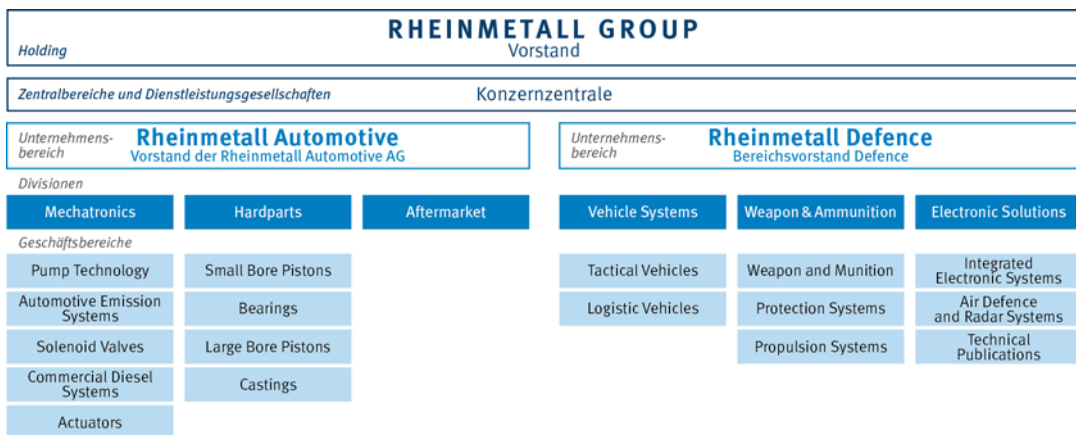 RHEINMETALL GROUP
Holding
Vorstand
Zentralbereiche und Dienstleistungsgesellschaften
Konzernzentrale
Unternehmens-
bereich
Rheinmetall Automotive
Vorstand der Rheinmetall Automotive AG
Unternehmens-
bereich
Rheinmetall Defence
Bereichsvorstand Defence
Divisionen
Mechatronics
Hardparts
Aftermarket
Vehicle Systems
Weapon & Ammunition
Electronic Solutions
Geschäftsbereiche
Pump Technology
Automotive Emission
Systems
Solenoid Valves
Commercial Diesel
Systems
Actuators
Small Bore Pistons
Bearings
Large Bore Pistons
Castings
Tactical Vehicles
Logistic Vehicles
Weapon and Munition
Protection Systems
Propulsion Systems
Integrated
Electronic Systems
Air Defence
and Radar Systems
Technical
Publications